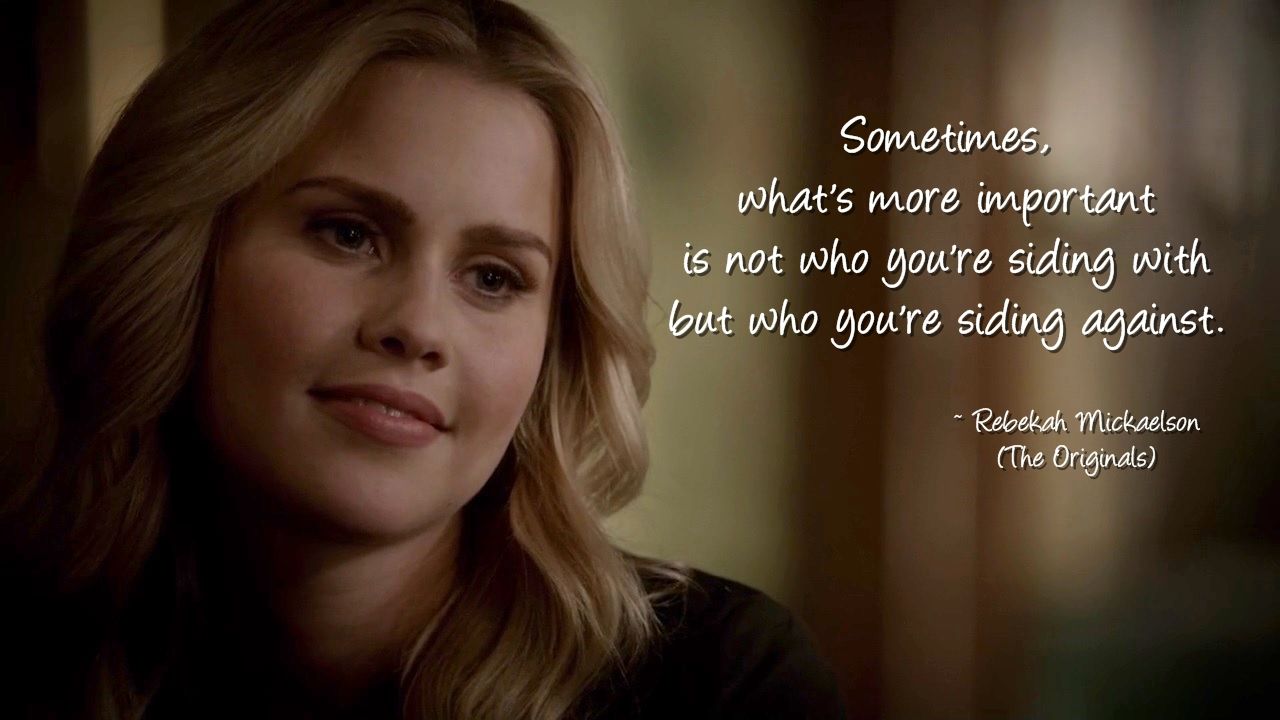 Sometimes,
what's more important
is not who you're siding with
but who you're siding against.
~ Rebekah Mickaelson
(The Originals)